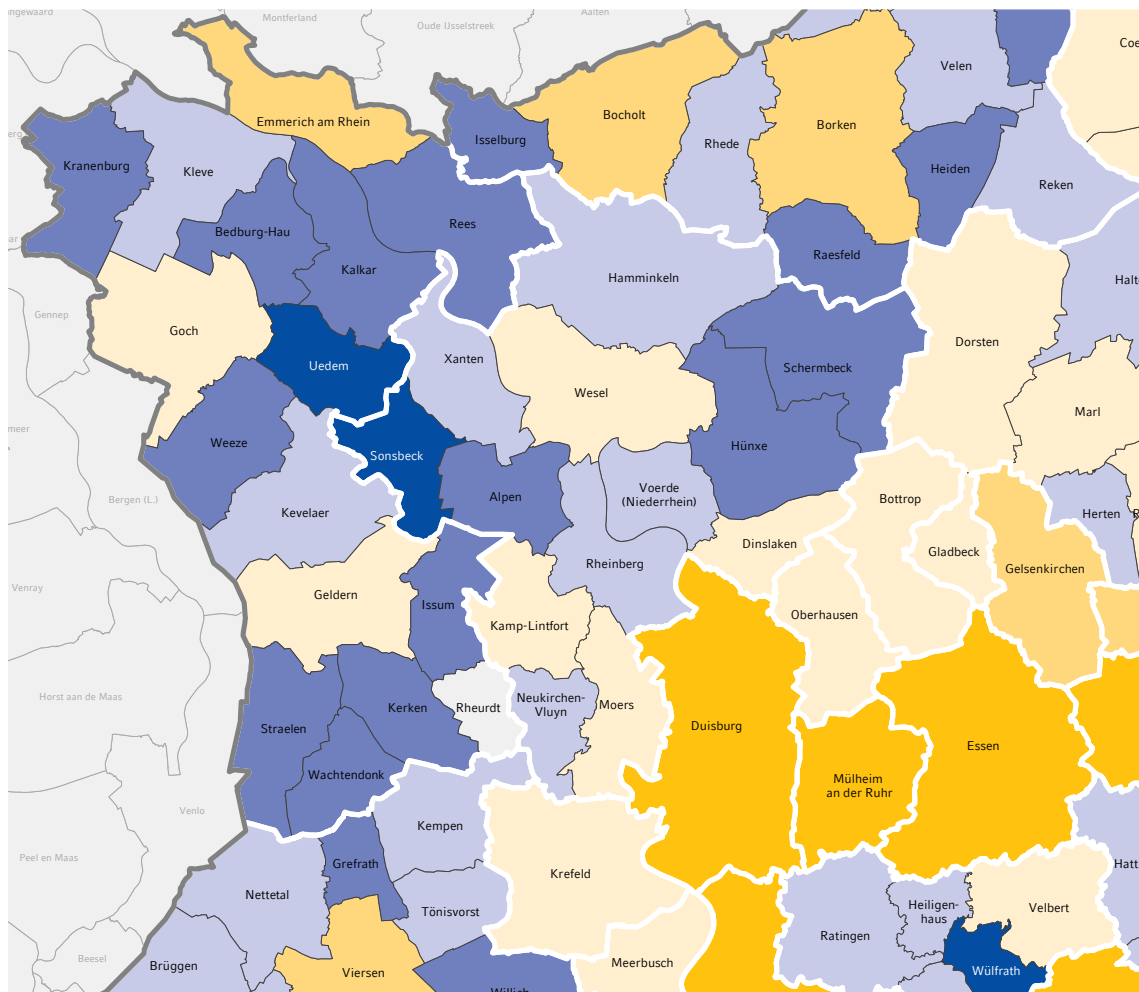 Montferland
Oude IJsselstreek
Aalten
Velen
Emmerich am Rhein
Bocholt
Borken
Isselburg
Rhede
Kranenburg
Kleve
Heiden
Reken
Bedburg-Hau
Rees
Raesfeld
Kalkar
Hamminkeln
Gennep
Goch
Dorsten
Uedem
Xanten
Schermbeck
Wesel
Marl
Weeze
Sonsbeck
Hünxe
Bergen (L.)
Kevelaer
Alpen
Voerde
(Niederrhein)
Bottrop
Herten
Dinslaken
Gladbeck
Gelsenkirchen
Venray
Geldern
Issum
Rheinberg
Oberhausen
Kamp-Lintfort
Horst aan de Maas
Straelen
Kerken
Rheurdt
Neukirchen-
Vluyn
Moers
Duisburg
Essen
Wachtendonk
Mülheim
an der Ruhr
Venlo
Kempen
Peel en Maas
Grefrath
Krefeld
Nettetal
Tönisvorst
Heiligen-
haus
Velbert
Ratingen
Beesel
Brüggen
Viersen
Meerbusch
Wülfrath